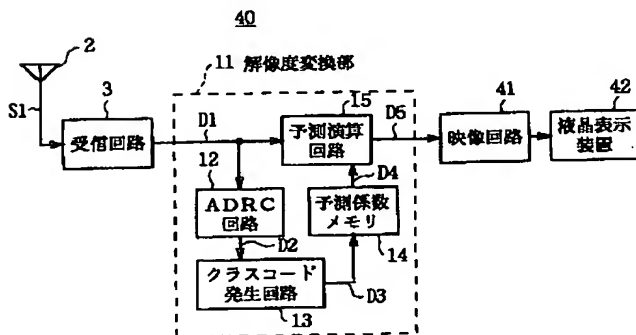 40
2
11 解像度変換部
S1
3
受信回路
D1
15
予測演算
回路
D5
41
映像回路
42
液晶表示
装置
12
ADRC
回路
D2
D4
予測係数
メモリ
14
クラスコード
発生回路
13
D3